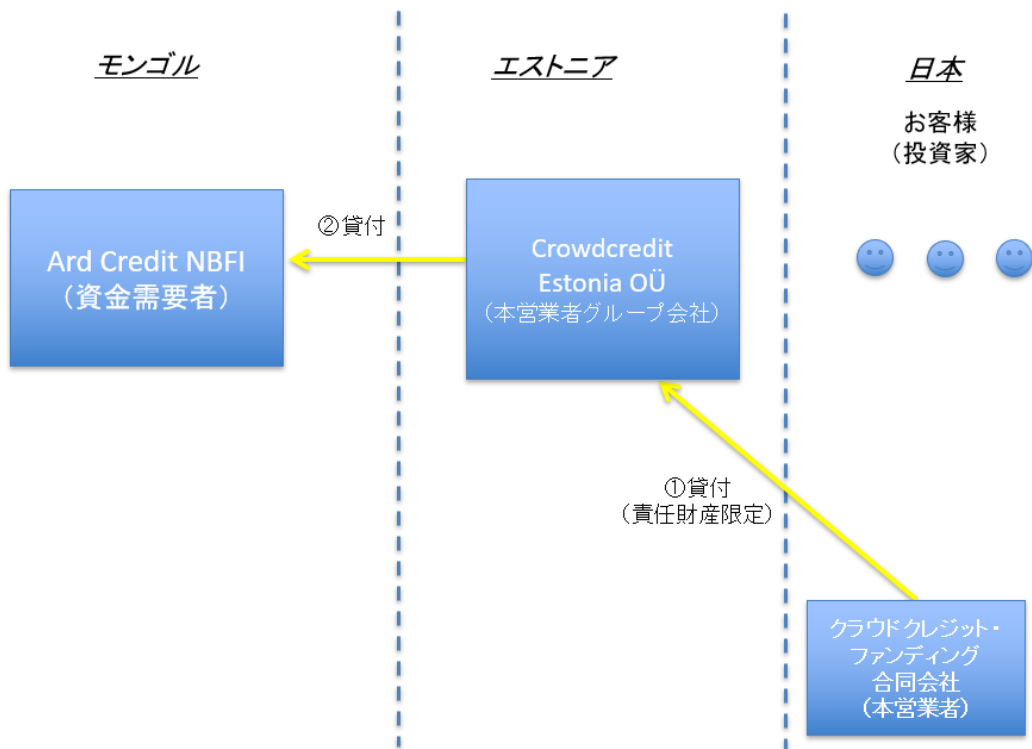 モンゴル
エストニア
日本
お客様
（投資家）
②貸付
Ard Credit NBFI
（資金需要者）
Crowdcredit
Estonia OÜ
（本営業者グループ会社）
①貸付
（責任財産限定）
クラウドクレジット・
ファンディング
合同会社
（本営業者）